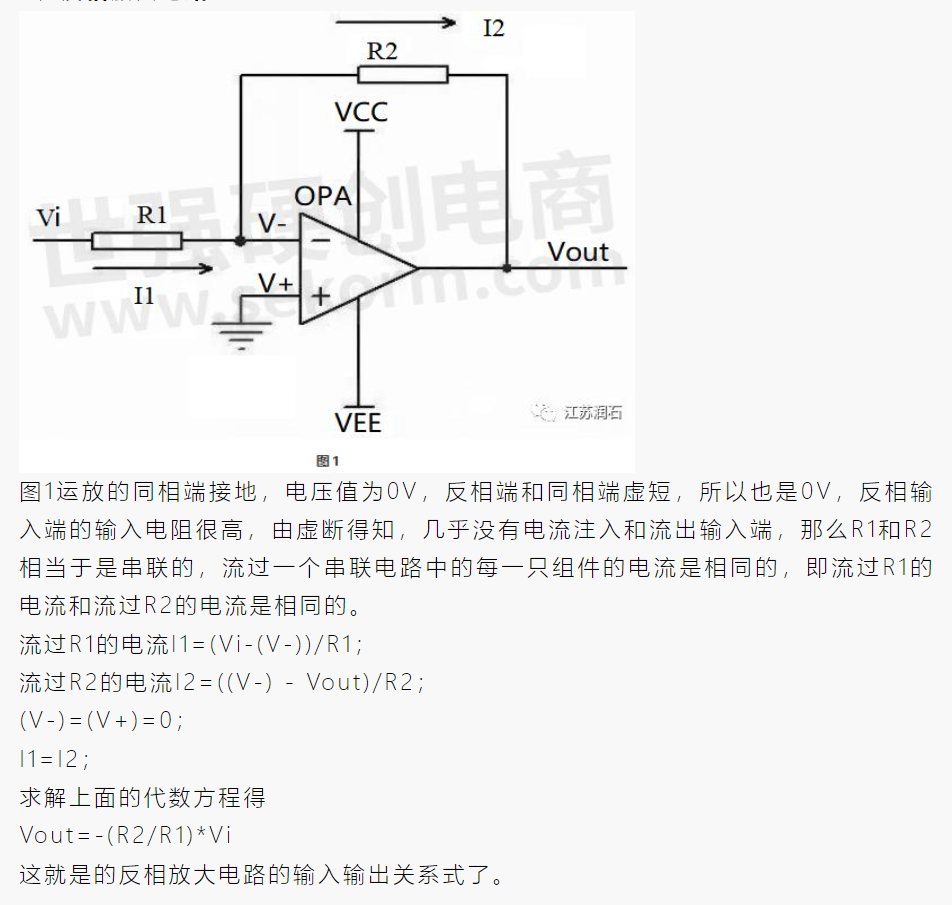 I2
R2
VCC
OPA
Vi
R1
V-
Vout
I1
V+
VEE
世强硬创电商
www.sekorm.com
江苏润石
图1
图1运放的同相端接地，电压值为0V，反相端和同相端虚短，所以也是0V，反相输
入端的输入电阻很高，由虚断得知，几乎没有电流注入和流出输入端，那么R1和R2
相当于是串联的，流过一个串联电路中的每一只组件的电流是相同的，即流过R1的
电流和流过R2的电流是相同的。
流过R1的电流I1=(Vi-(V-))/R1;
流过R2的电流I2=((V-) - Vout)/R2;
(V-)=(V+)=0;
I1=I2;
求解上面的代数方程得
Vout=-(R2/R1)*Vi
这就是的反相放大电路的输入输出关系式了。